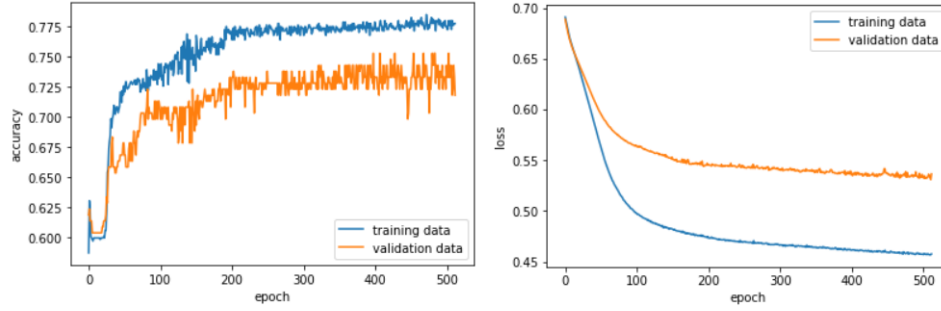 0.775
0.750
0.725
0.700
0.675
0.650
0.625
0.600
accuracy
0 100 200 300 400 500
epoch
training data
validation data
0.70
0.65
0.60
0.55
0.50
0.45
loss
0 100 200 300 400 500
epoch
training data
validation data